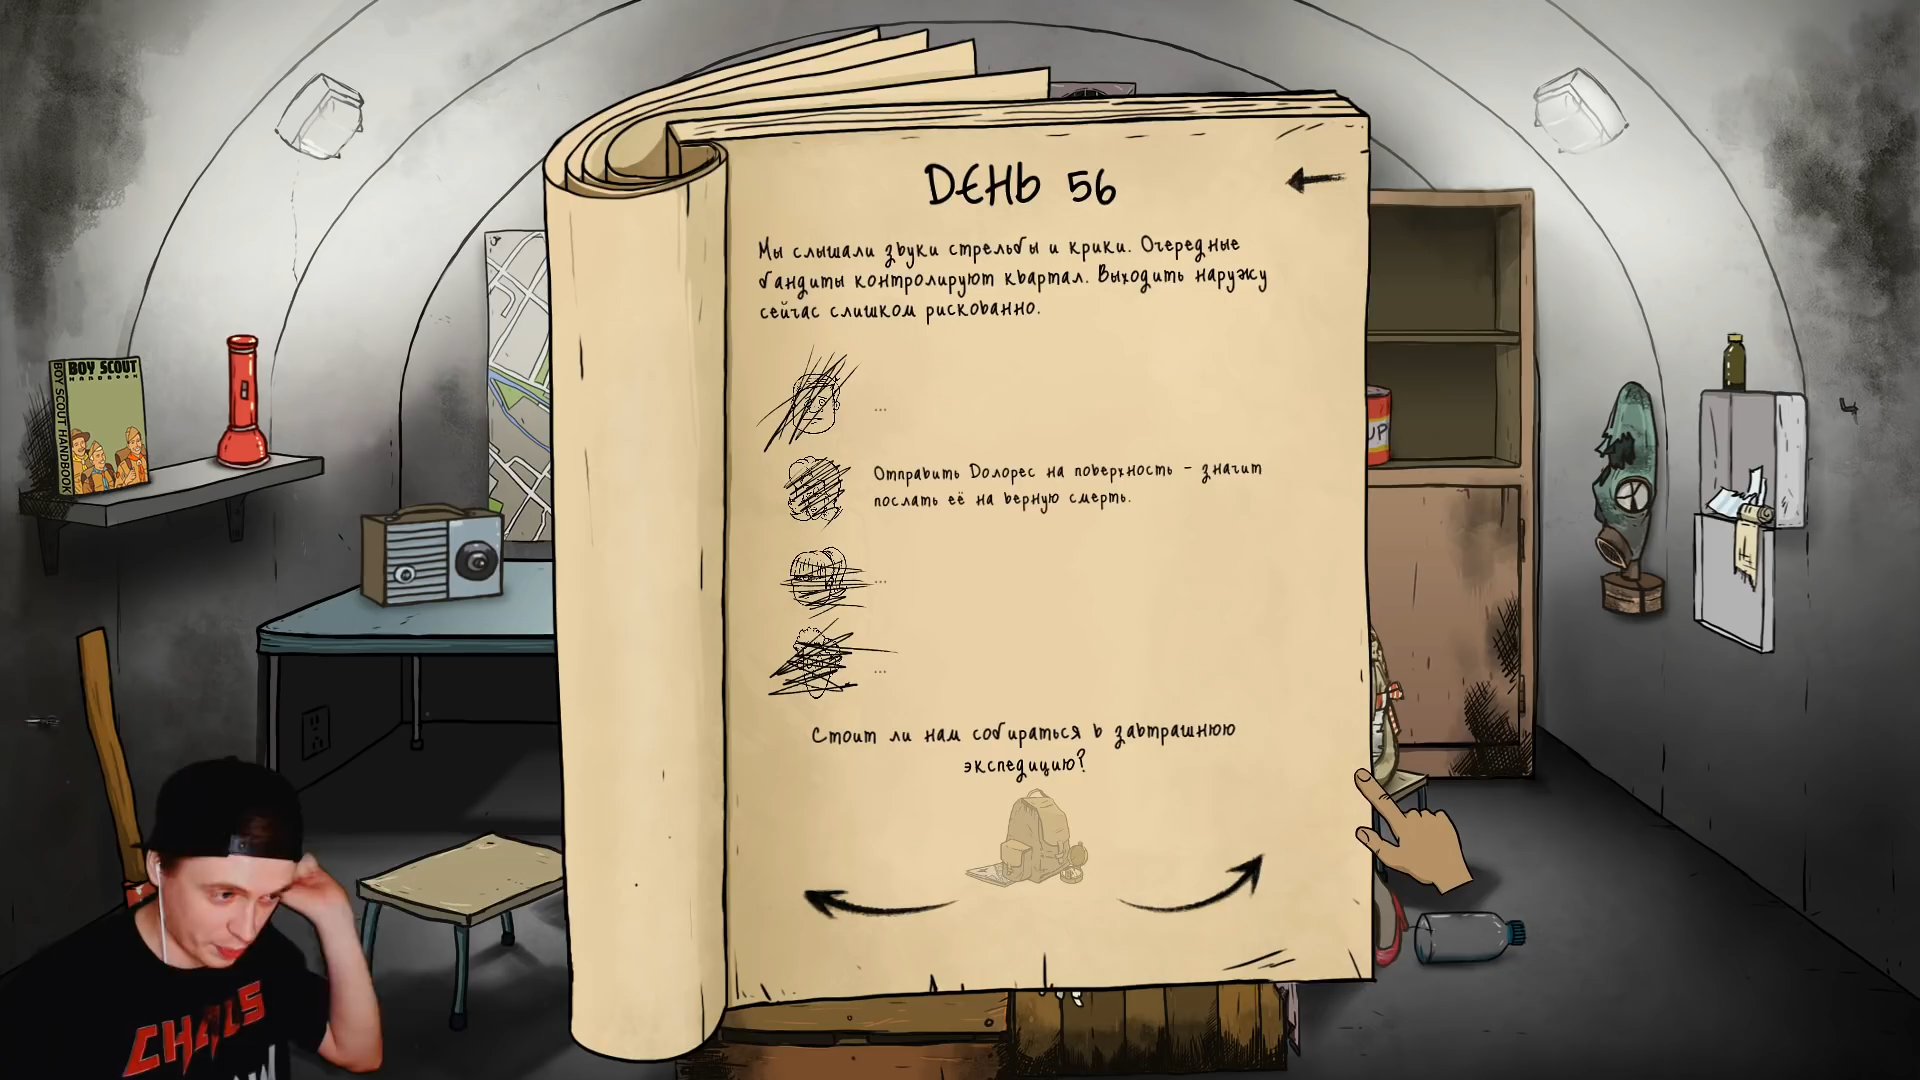 ДЕНЬ 56
Мы слышали звуки стрельбы и крики. Очередные
бандиты контролируют квартал. Выходить наружу
сейчас слишком рискованно.
...
Отправить Долорес на поверхность - значит
послать её на верную смерть.
...
...
Стоит ли нам собираться в завтрашнюю
экспедицию?
BOY SCOUT
HANDBOOK
BOY SCOUT HANDBOOK
UP